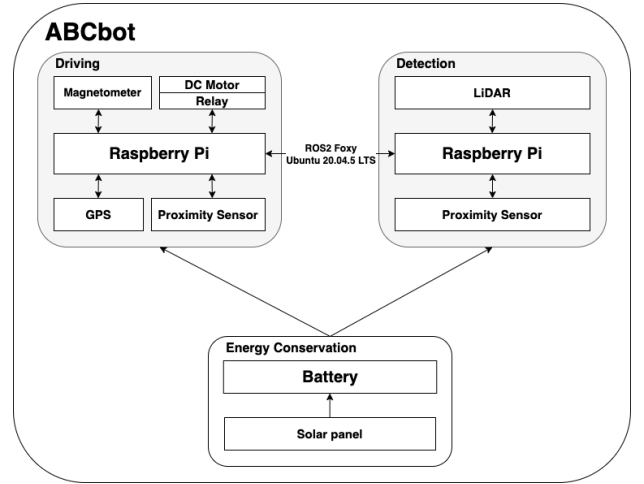 ABCbot
Driving
Magnetometer
DC Motor
Relay
Raspberry Pi
GPS
Proximity Sensor
ROS2 Foxy
Ubuntu 20.04.5 LTS
Detection
LiDAR
Raspberry Pi
Proximity Sensor
Energy Conservation
Battery
Solar panel